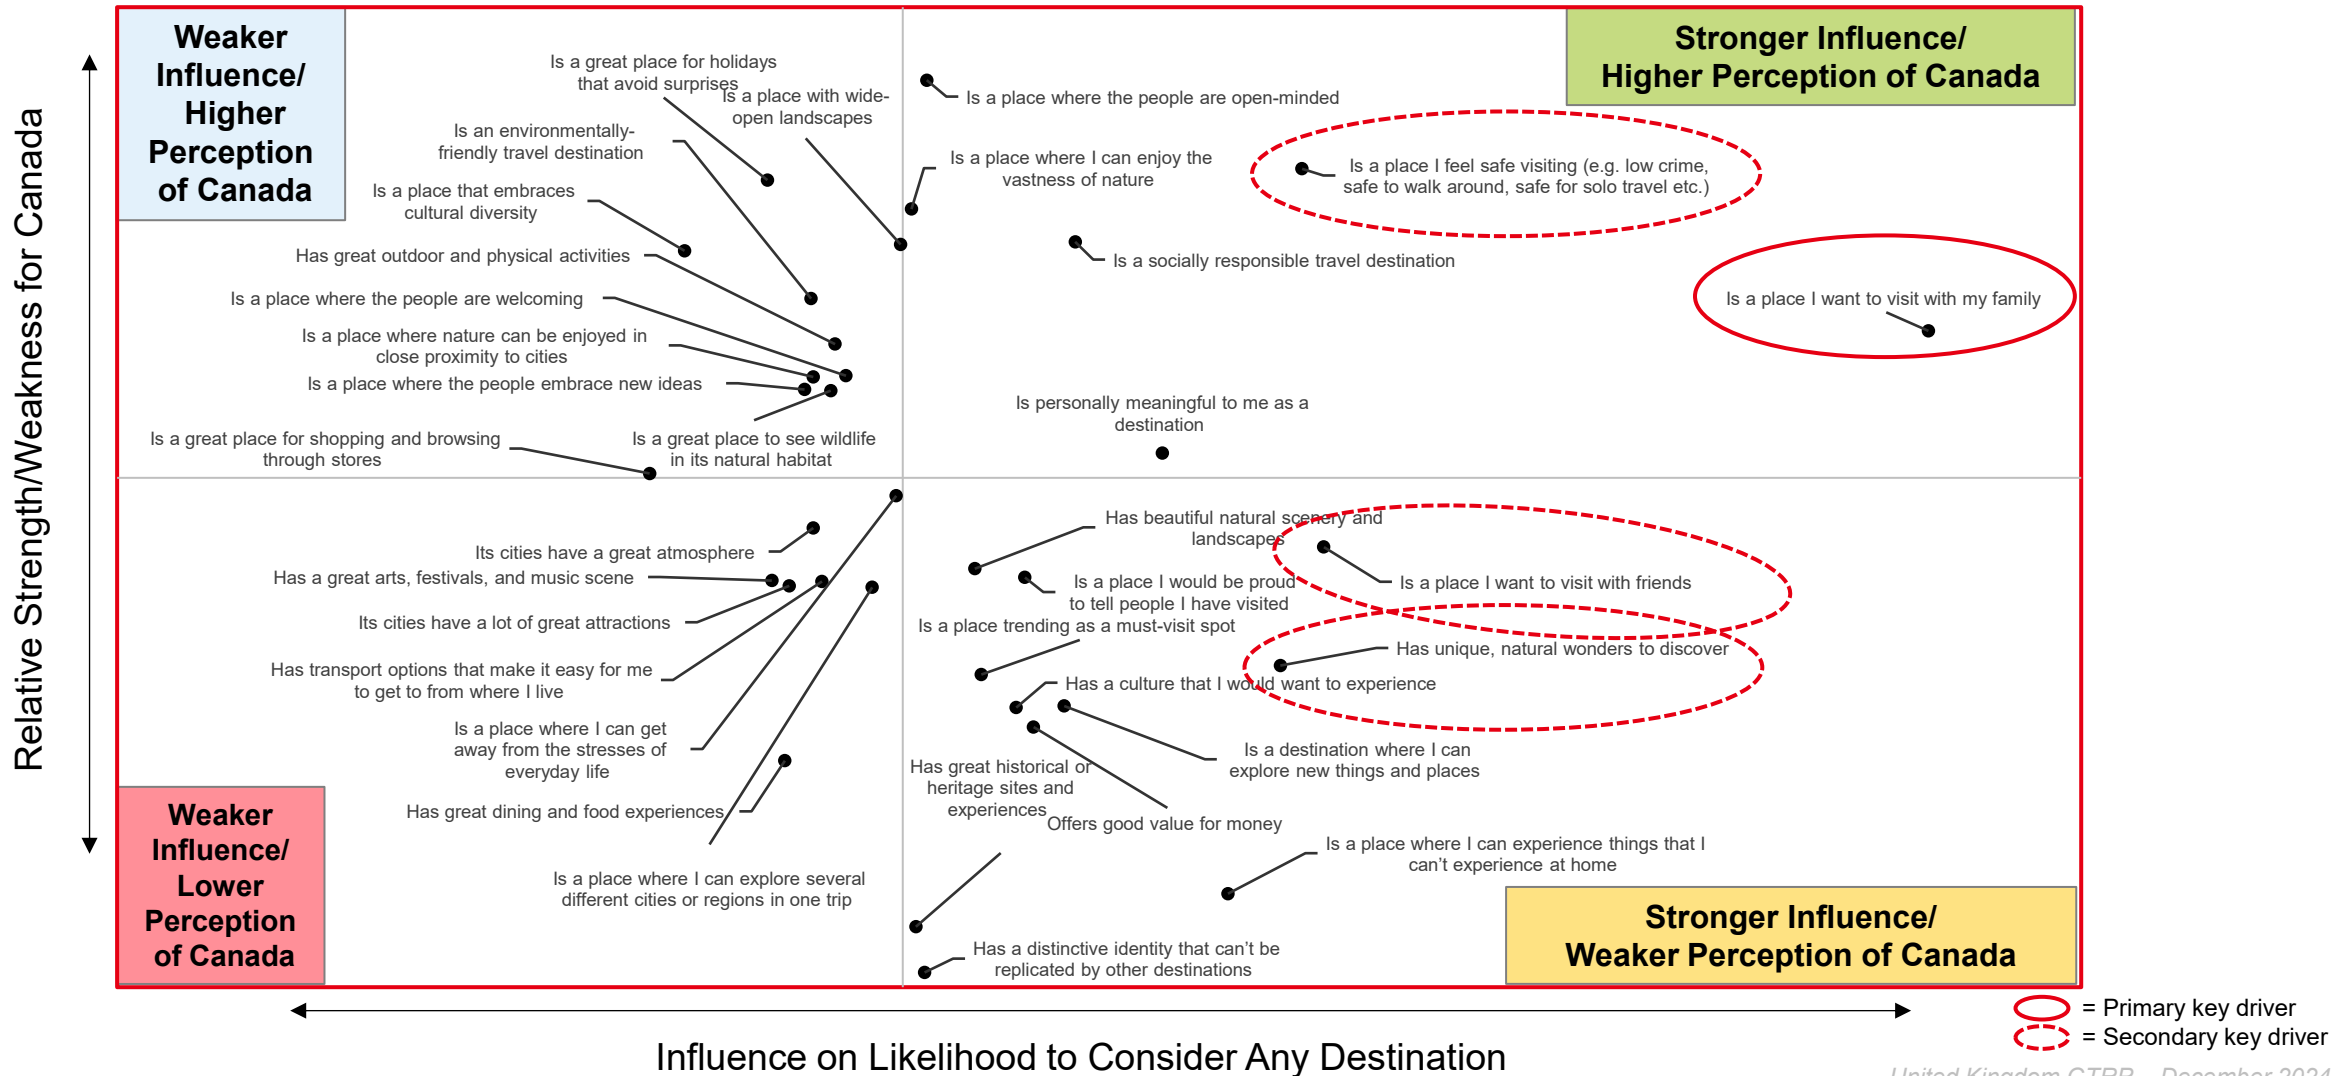 Weaker
Influence/
Higher
Perception
of Canada
Stronger Influence/
Higher Perception of Canada
Relative Strength/Weakness for Canada
Is a great place for holidays
that avoid surprises
Is a place with wide-
open landscapes
Is a place where the people are open-minded
Is an environmentally-
friendly travel destination
Is a place where I can enjoy the
vastness of nature
Is a place I feel safe visiting (e.g. low crime,
safe to walk around, safe for solo travel etc.)
Is a place that embraces
cultural diversity
Has great outdoor and physical activities
Is a socially responsible travel destination
Is a place where the people are welcoming
Is a place I want to visit with my family
Is a place where nature can be enjoyed in
close proximity to cities
Is a place where the people embrace new ideas
Is personally meaningful to me as a
destination
Is a great place for shopping and browsing
through stores
Is a great place to see wildlife
in its natural habitat
Has beautiful natural scenery and
landscapes
Its cities have a great atmosphere
Has a great arts, festivals, and music scene
Is a place I would be proud
to tell people I have visited
Is a place I want to visit with friends
Its cities have a lot of great attractions
Is a place trending as a must-visit spot
Has unique, natural wonders to discover
Has transport options that make it easy for me
to get to from where I live
Has a culture that I would want to experience
Is a place where I can get
away from the stresses of
everyday life
Is a destination where I can
explore new things and places
Has great historical or
heritage sites and
experiences
Has great dining and food experiences
Offers good value for money
Is a place where I can experience things that I
can't experience at home
Is a place where I can explore several
different cities or regions in one trip
Has a distinctive identity that can't be
replicated by other destinations
Weaker
Influence/
Lower
Perception
of Canada
Stronger Influence/
Weaker Perception of Canada
= Primary key driver
= Secondary key driver
Influence on Likelihood to Consider Any Destination